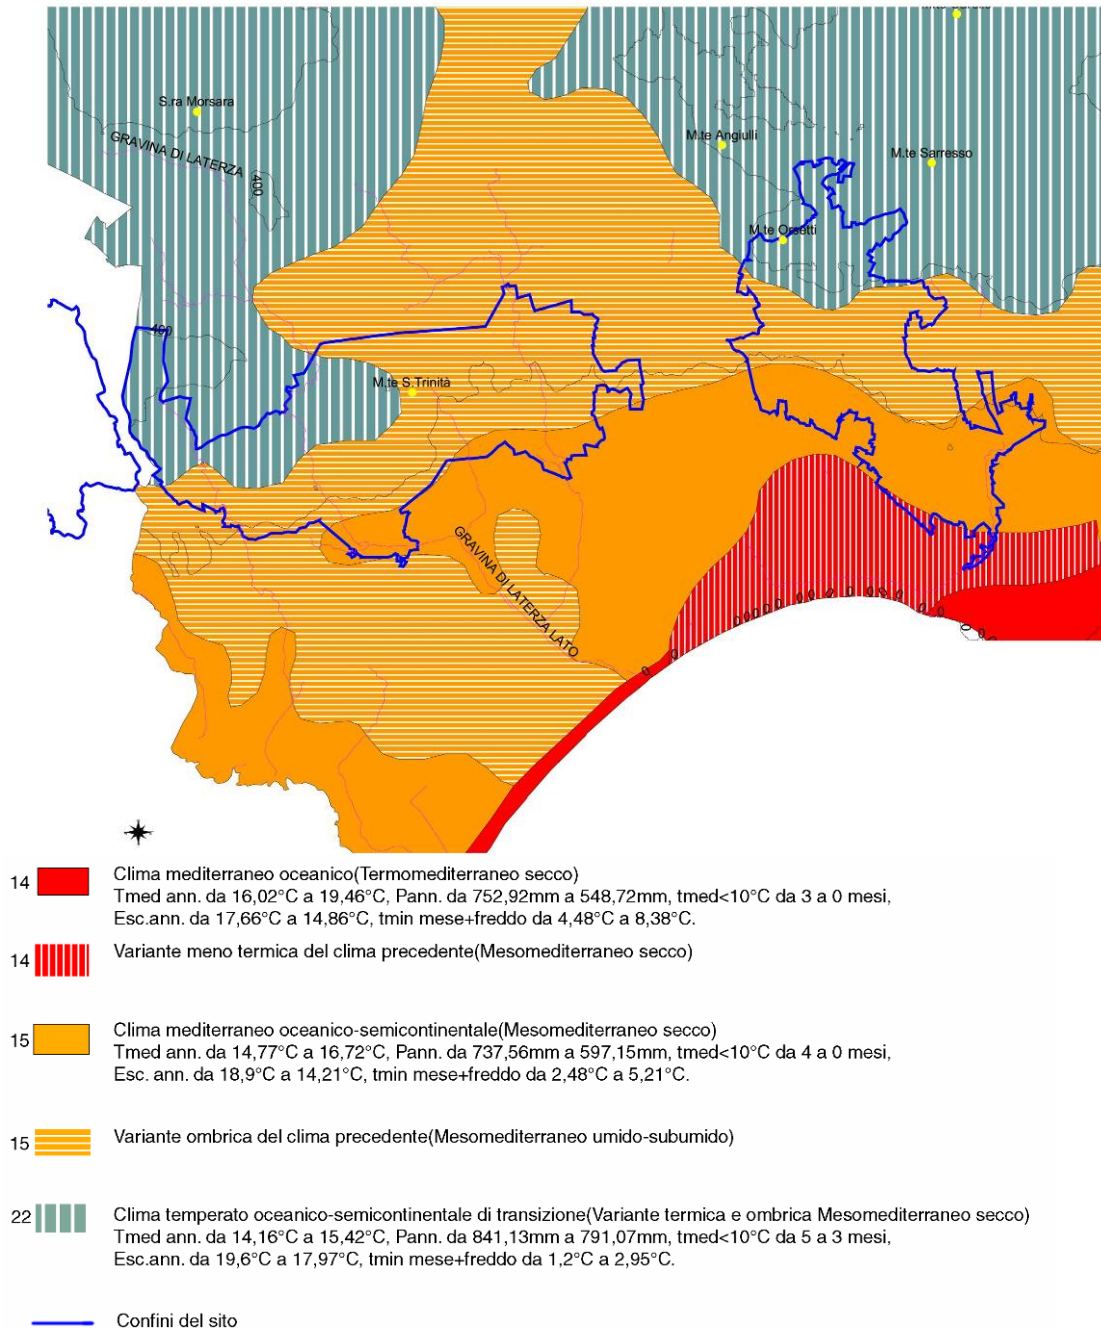 S.ra Morsara
GRAVINA DI LATERZA
400
M.te Angiulli
M.te Sarresso
M.te Orsetti
400
M.te S.Trinità
GRAVINA DI LATERZA LATO
14 Clima mediterraneo oceanico(Termomediterraneo secco)
Tmed ann. da 16,02°C a 19,46°C, Pann. da 752,92mm a 548,72mm, tmed<10°C da 3 a 0 mesi,
Esc.ann. da 17,66°C a 14,86°C, tmin mese+freddo da 4,48°C a 8,38°C.
14 Variante meno termica del clima precedente(Mesomediterraneo secco)
15 Clima mediterraneo oceanico-semicontinentale(Mesomediterraneo secco)
Tmed ann. da 14,77°C a 16,72°C, Pann. da 737,56mm a 597,15mm, tmed<10°C da 4 a 0 mesi,
Esc. ann. da 18,9°C a 14,21°C, tmin mese+freddo da 2,48°C a 5,21°C.
15 Variante ombrica del clima precedente(Mesomediterraneo umido-subumido)
22 Clima temperato oceanico-semicontinentale di transizione(Variante termica e ombrica Mesomediterraneo secco)
Tmed ann. da 14,16°C a 15,42°C, Pann. da 841,13mm a 791,07mm, tmed<10°C da 5 a 3 mesi,
Esc.ann. da 19,6°C a 17,97°C, tmin mese+freddo da 1,2°C a 2,95°C.
Confini del sito